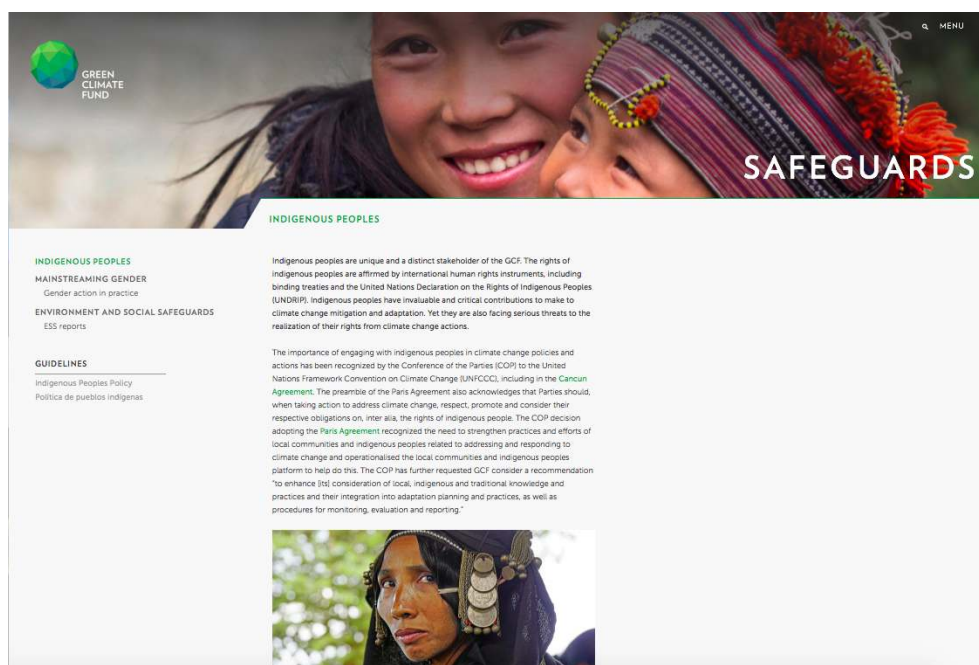 MENU
GREEN
CLIMATE
FUND
SAFEGUARDS
INDIGENOUS PEOPLES
INDIGENOUS PEOPLES
MAINSTREAMING GENDER
Gender action in practice
ENVIRONMENT AND SOCIAL SAFEGUARDS
ESS reports
GUIDELINES
Indigenous Peoples Policy
Política de pueblos indígenas
Indigenous peoples are unique and a distinct stakeholder of the GCF. The rights of
indigenous peoples are affirmed by international human rights instruments, including
binding treaties and the United Nations Declaration on the Rights of Indigenous Peoples
(UNDRIP). Indigenous peoples have invaluable and critical contributions to make to
climate change mitigation and adaptation. Yet they are also facing serious threats to the
realization of their rights from climate change actions.
The importance of engaging with indigenous peoples in climate change policies and
actions has been recognized by the Conference of the Parties (COP) to the United
Nations Framework Convention on Climate Change (UNFCCC), including in the Cancun
Agreement. The preamble of the Paris Agreement also acknowledges that Parties should,
when taking action to address climate change, respect, promote and consider their
respective obligations on, inter alia, the rights of indigenous people. The COP decision
adopting the Paris Agreement recognized the need to strengthen practices and efforts of
local communities and indigenous peoples related to addressing and responding to
climate change and operationalised the local communities and indigenous peoples
platform to help do this. The COP has further requested GCF consider a recommendation
"to enhance [its] consideration of local, indigenous and traditional knowledge and
practices and their integration into adaptation planning and practices, as well as
procedures for monitoring, evaluation and reporting."